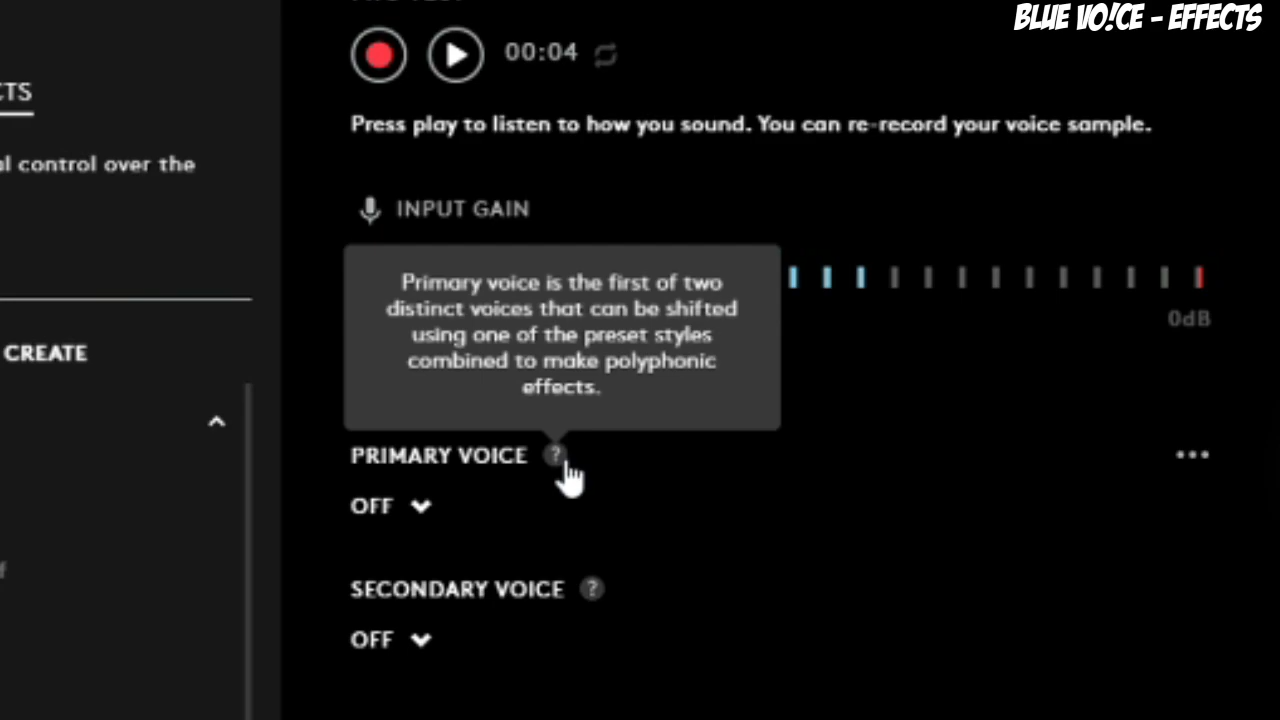 BLUE VO!CE - EFFECTS
00:04
Press play to listen to how you sound. You can re-record your voice sample.
control over the
INPUT GAIN
Primary voice is the first of two
distinct voices that can be shifted
using one of the preset styles
combined to make polyphonic
effects.
0dB
CREATE
PRIMARY VOICE ?
OFF
SECONDARY VOICE ?
OFF